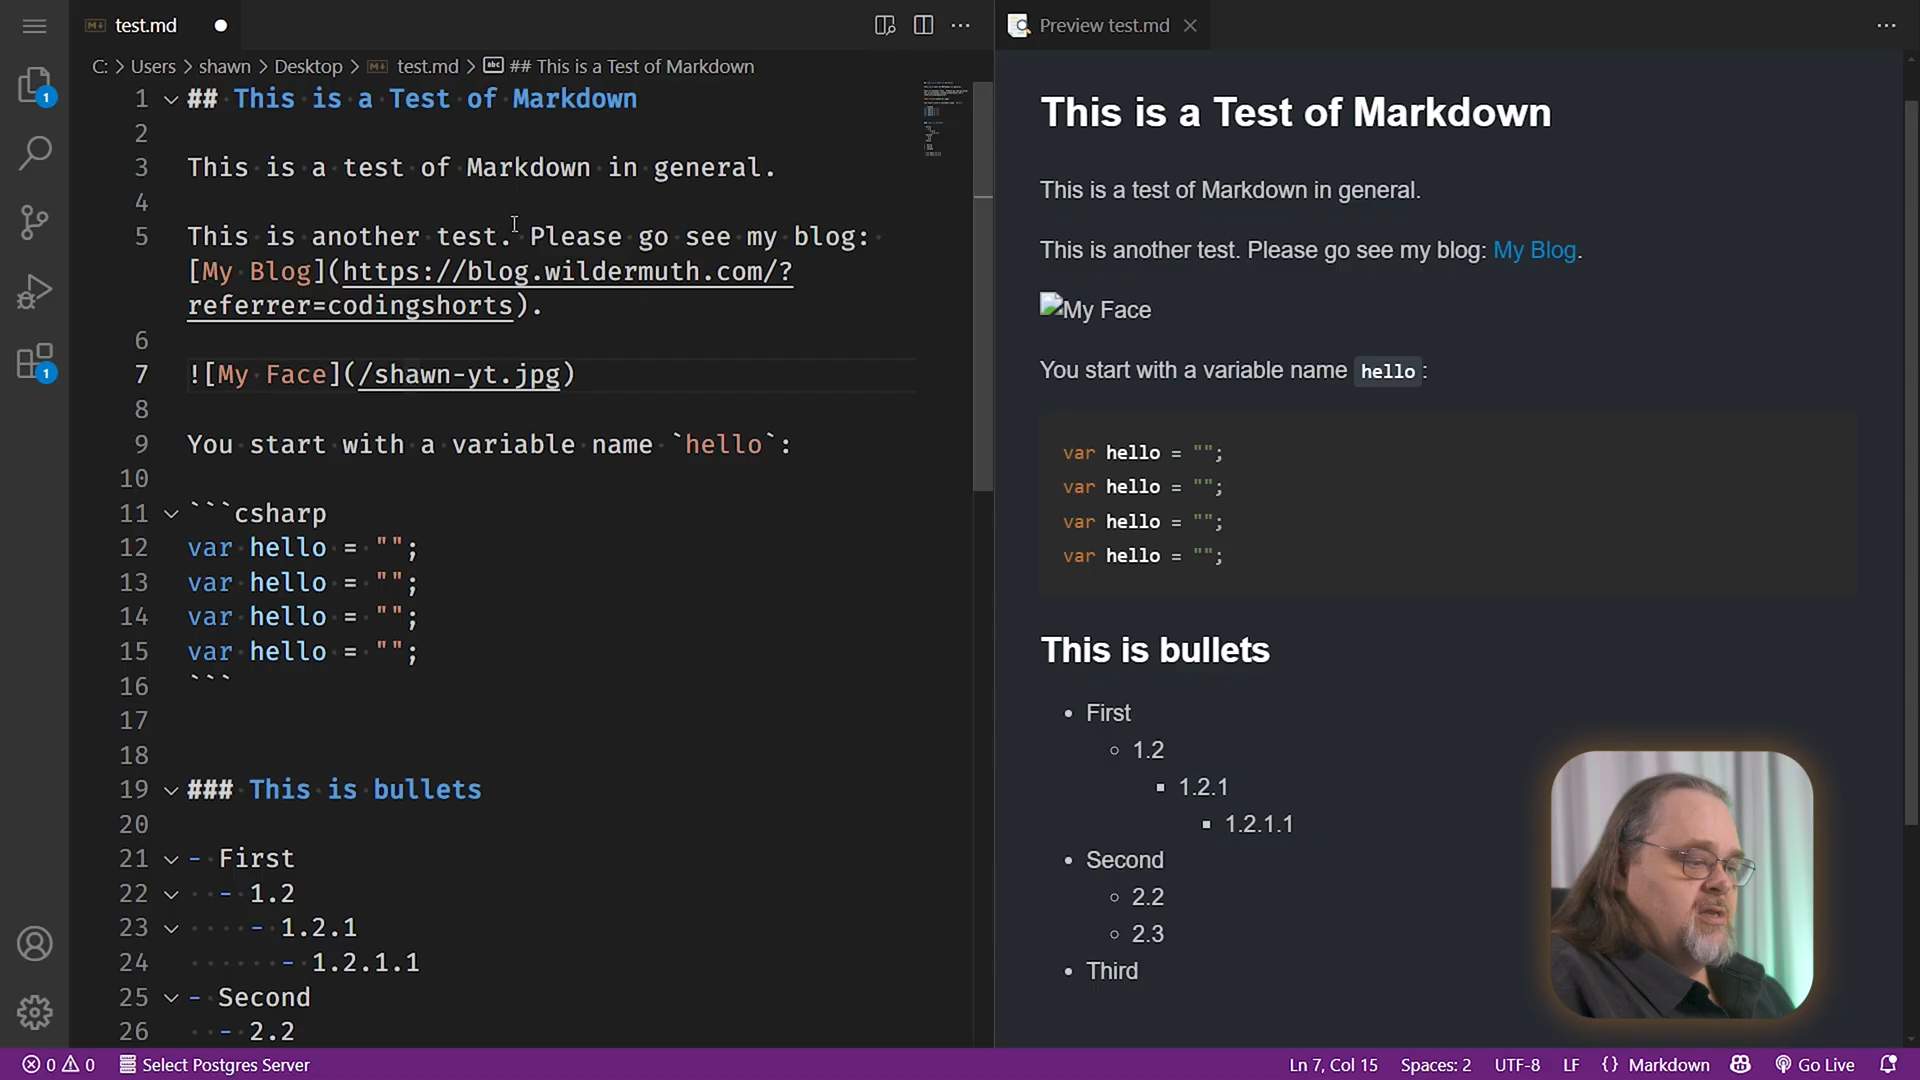 test.md
Preview test.md
C: > Users > shawn > Desktop > test.md > ## This is a Test of Markdown
1 ## This is a Test of Markdown
2
3 This is a test of Markdown in general.
4
5 This is another test. Please go see my blog:
[My Blog](https://blog.wildermuth.com/?
referrer=codingshorts).
6
7 ![My Face](/shawn-yt.jpg)
8
9 You start with a variable name `hello`:
10
11 ```csharp
12 var hello = "";
13 var hello = "";
14 var hello = "";
15 var hello = "";
16 ```
17
18
19 ### This is bullets
20
21 - First
22 - 1.2
23 - 1.2.1
24 - 1.2.1.1
25 - Second
26 - 2.2
This is a Test of Markdown
This is a test of Markdown in general.
This is another test. Please go see my blog: My Blog.
My Face
You start with a variable name hello:
var hello = "";
var hello = "";
var hello = "";
var hello = "";
This is bullets
• First
1.2
1.2.1
1.2.1.1
• Second
2.2
2.3
• Third
1
1
0 0 Select Postgres Server
Ln 7, Col 15 Spaces: 2 UTF-8 LF {} Markdown Go Live